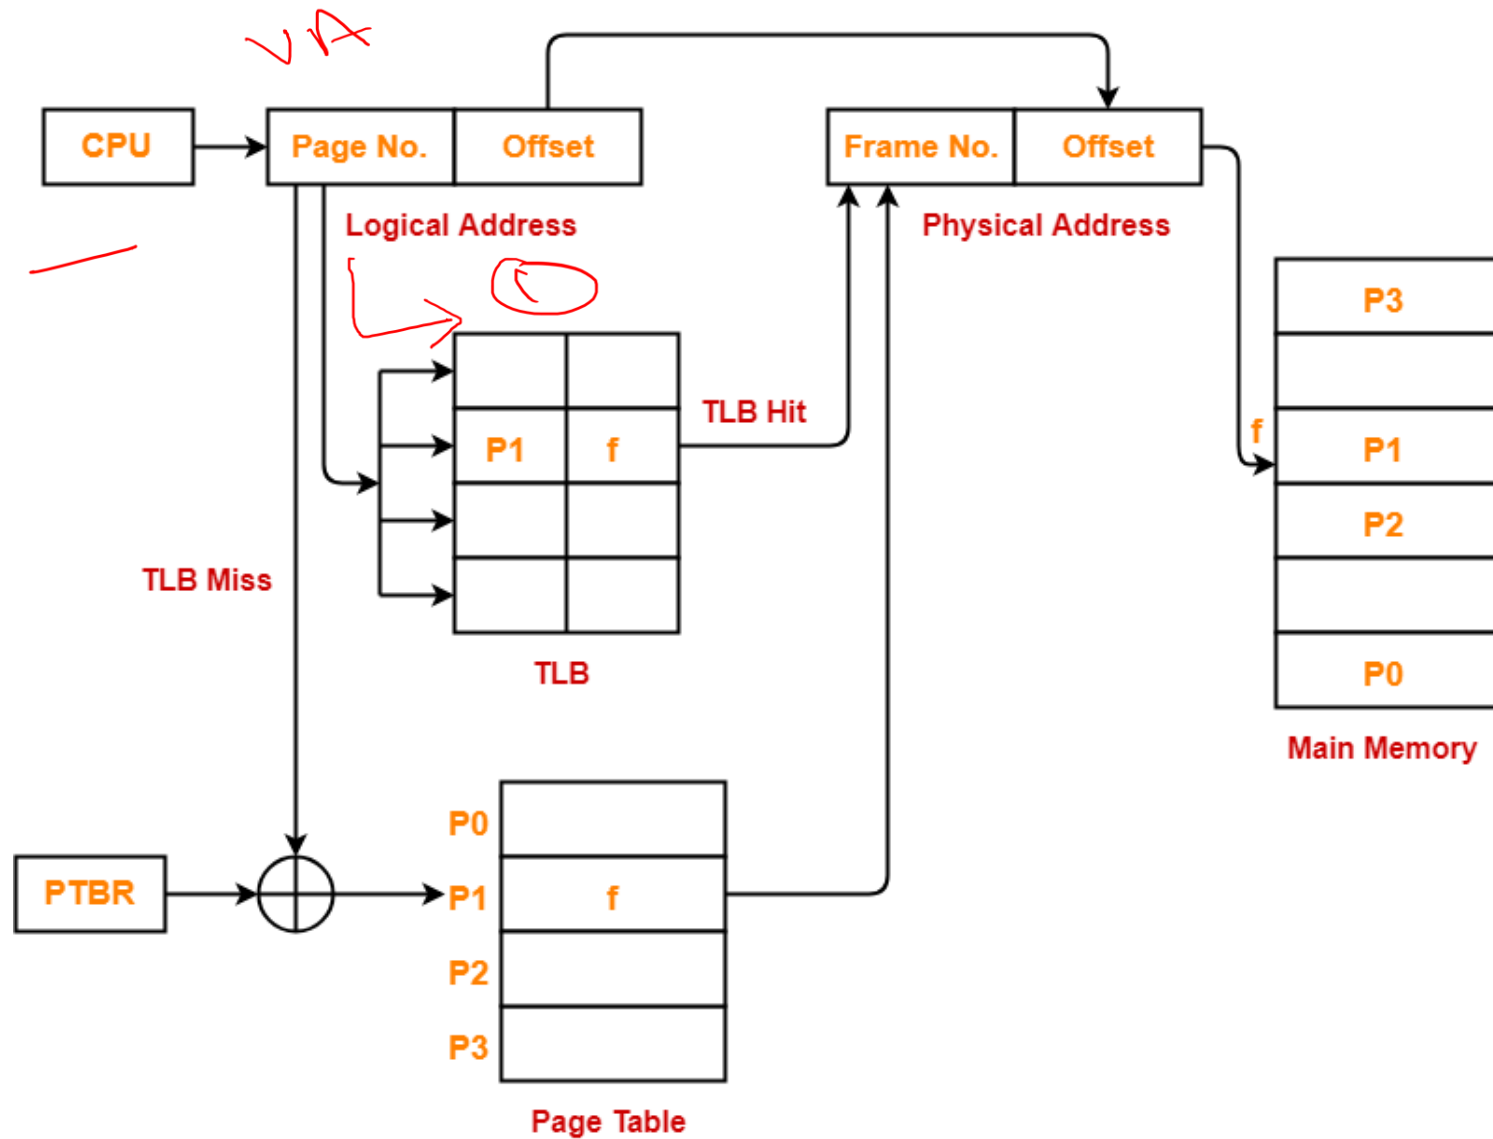 VA
CPU
Page No.
Offset
Frame No.
Offset
Logical Address
Physical Address
P3
TLB Hit
f
P1
f
P1
P2
TLB Miss
TLB
P0
Main Memory
P0
PTBR
P1
f
P2
P3
Page Table